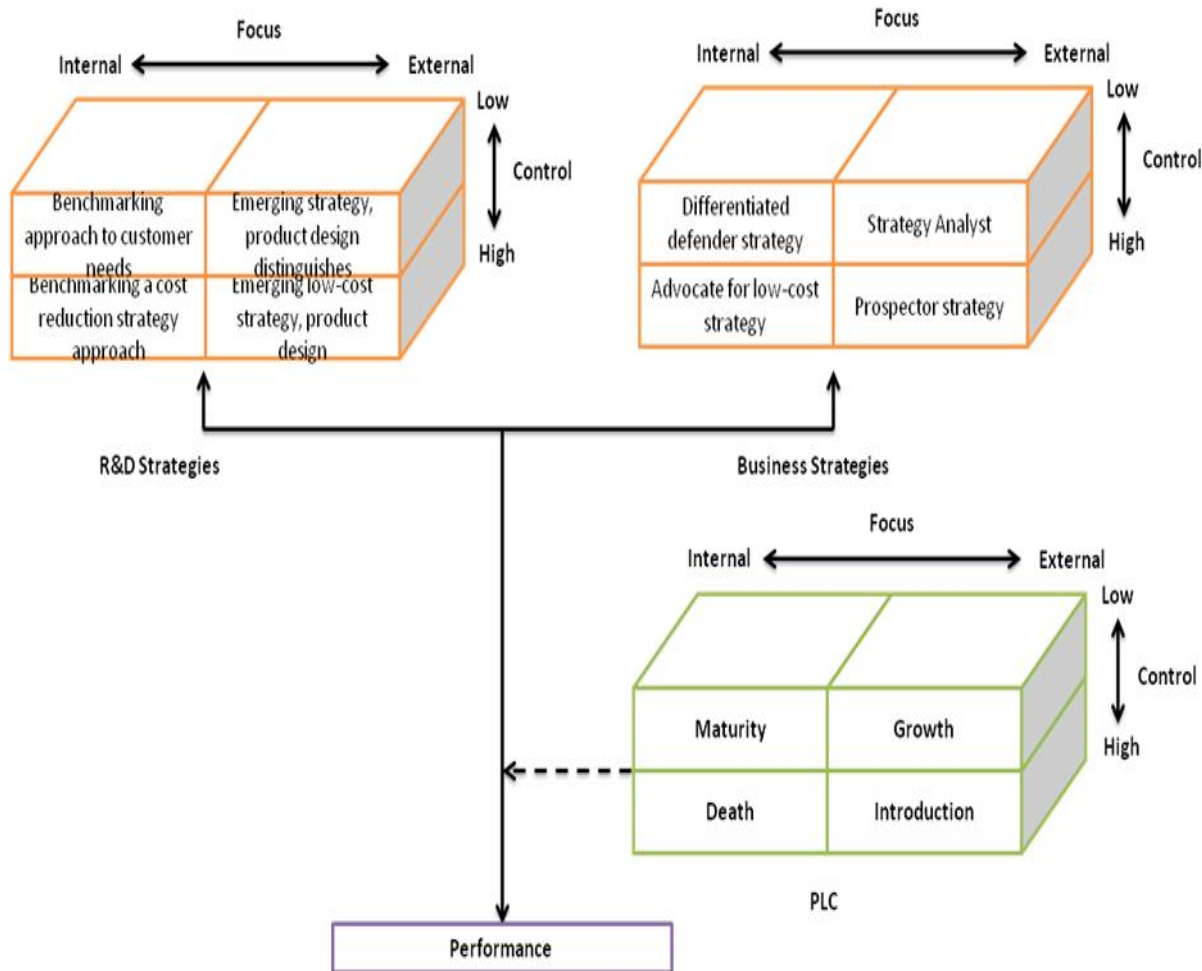 Focus
Internal
External
Low
Control
High
Benchmarking
approach to customer
needs
Emerging strategy,
product design
distinguishes
Benchmarking a cost
reduction strategy
approach
Emerging low-cost
strategy, product
design
R&D Strategies
Focus
Internal
External
Low
Control
High
Differentiated
defender strategy
Strategy Analyst
Advocate for low-cost
strategy
Prospector strategy
Business Strategies
Focus
Internal
External
Low
Control
High
Maturity
Growth
Death
Introduction
PLC
Performance